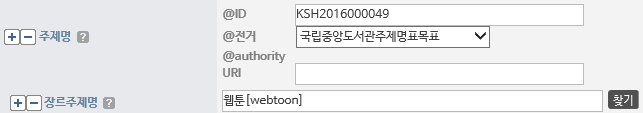 @ID KSH2016000049
주제명 ? @전거 국립중앙도서관주제명표목표
@authority
URI
장르주제명 ? 웹툰[webtoon] 찾기